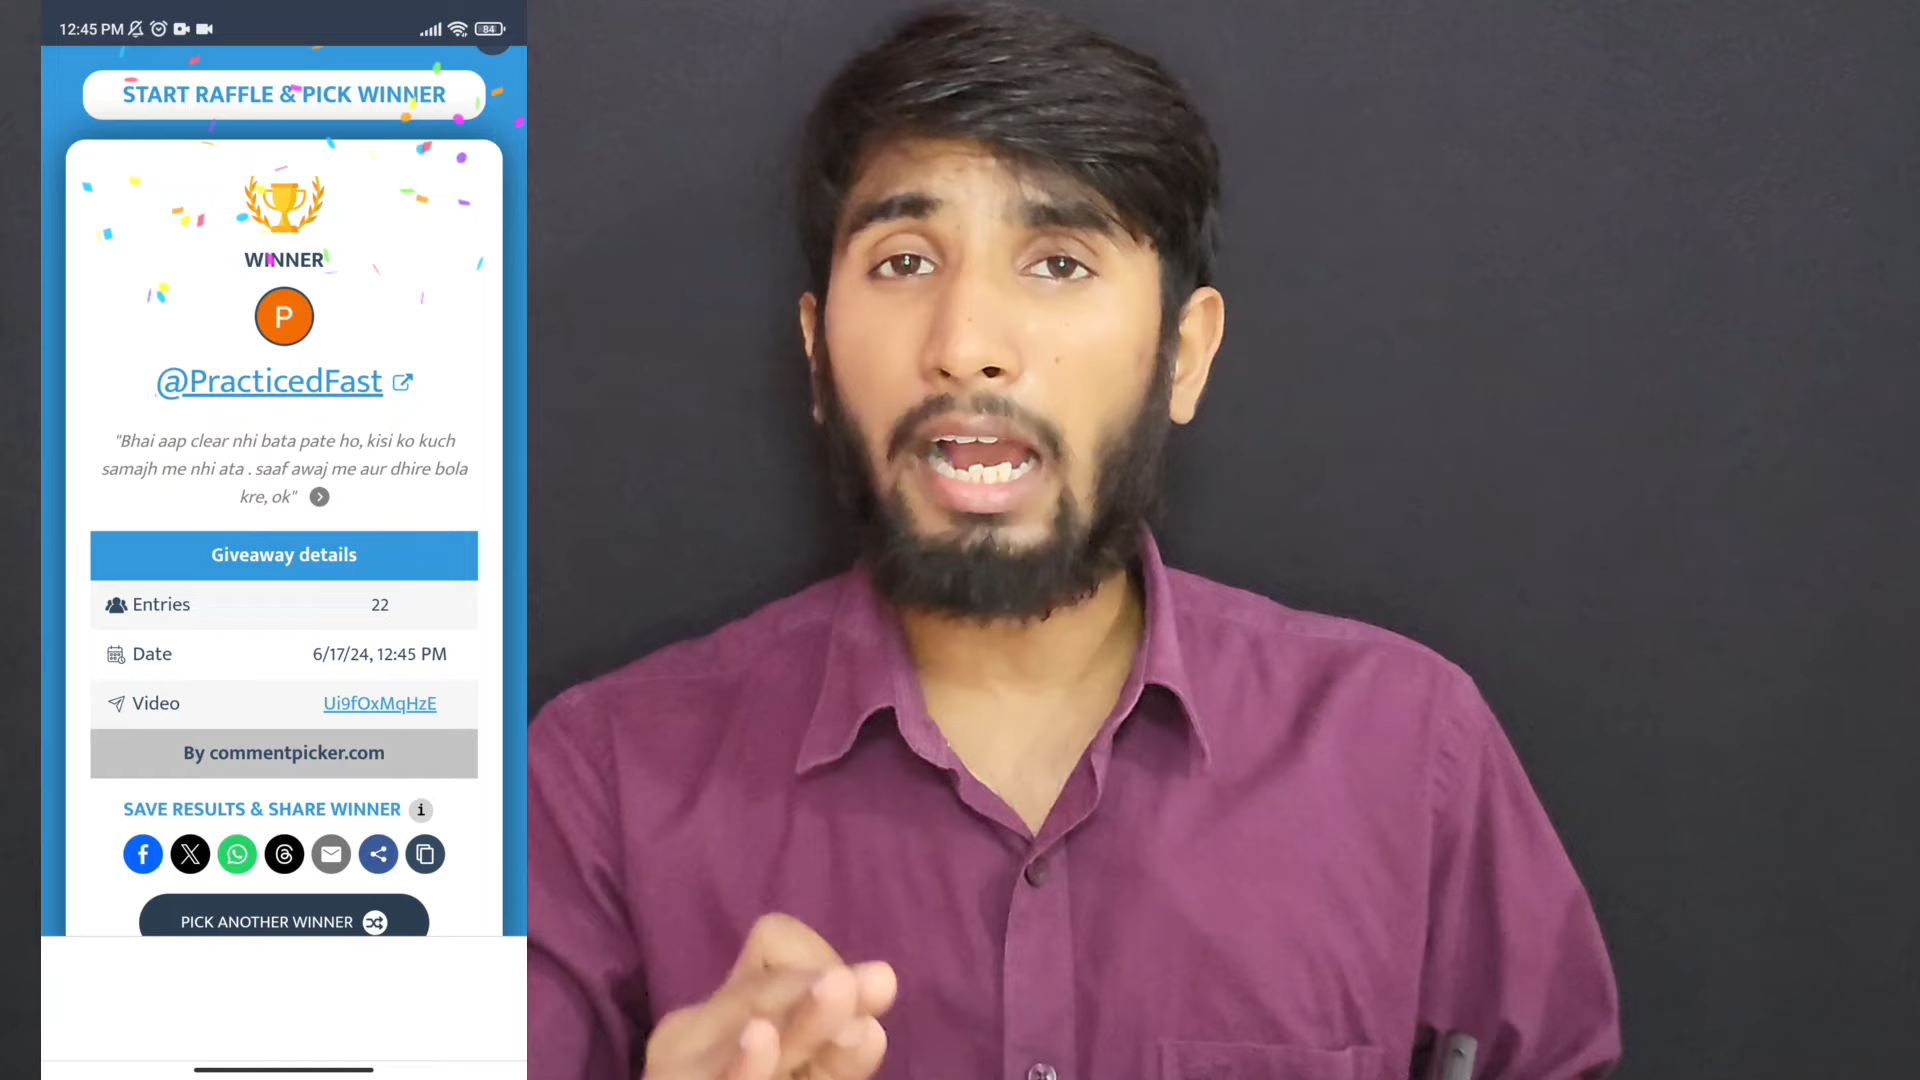 12:45 PM
84
START RAFFLE & PICK WINNER
WINNER
P
@PracticedFast
"Bhai aap clear nhi bata pate ho, kisi ko kuch
samajh me nhi ata . saaf awaj me aur dhire bola
kre, ok"
Giveaway details
Entries 22
Date 6/17/24, 12:45 PM
Video Ui9fOxMqHzE
By commentpicker.com
SAVE RESULTS & SHARE WINNER i
PICK ANOTHER WINNER